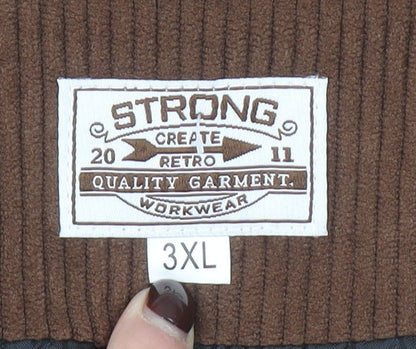 STRONG
CREATE
20 11
RETRO
QUALITY GARMENT.
WORKWEAR
3XL